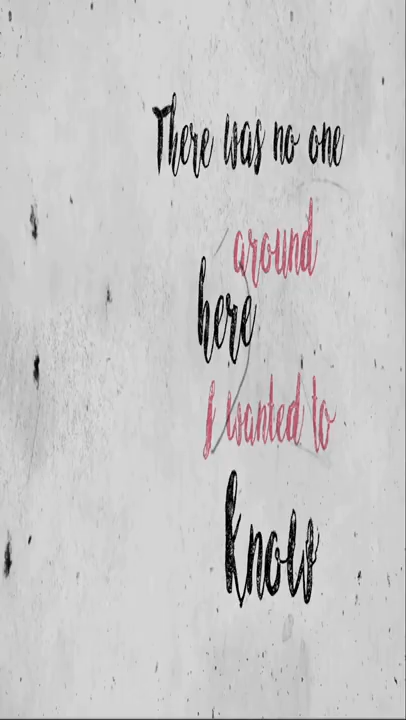 There was no one
around
here
I wanted to
know